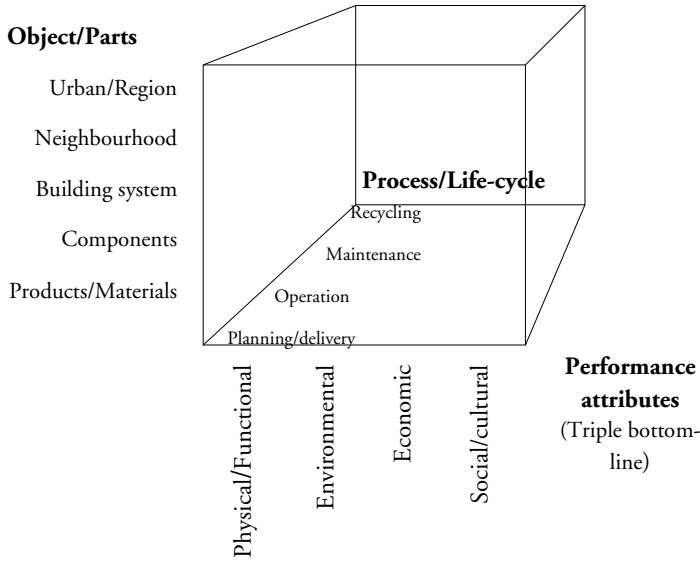 Object/Parts
Urban/Region
Neighbourhood
Building system
Components
Products/Materials
Process/Life-cycle
Recycling
Maintenance
Operation
Planning/delivery
Physical/Functional
Environmental
Economic
Social/cultural
Performance
attributes
(Triple bottom-
line)